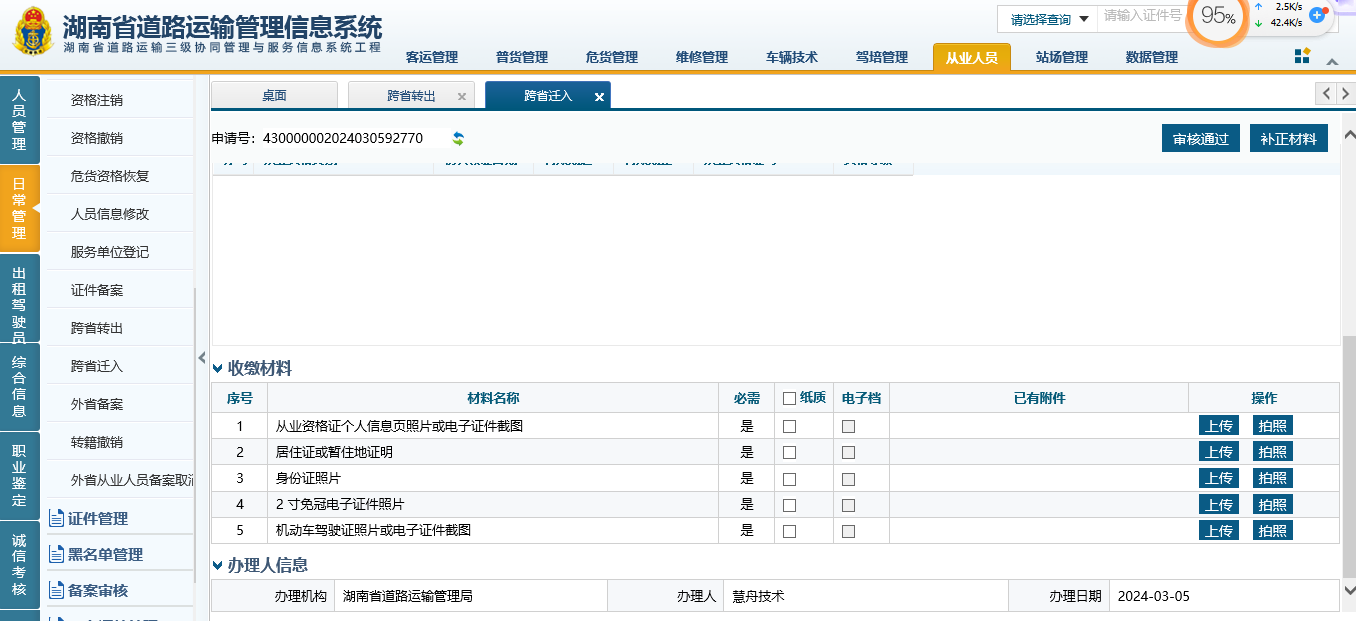 湖南省道路运输管理信息系统
湖南省道路运输三级协同管理与服务信息系统工程
请选择查询
请输入证件号
95%
2.5K/s
42.4K/s
客运管理 普货管理 危货管理 维修管理 车辆技术 驾培管理 从业人员 站场管理 数据管理
人员管理
日常管理
出租驾驶员
综合信息
职业鉴定
诚信考核
资格注销
资格撤销
危货资格恢复
人员信息修改
服务单位登记
证件备案
跨省转出
跨省迁入
外省备案
转籍撤销
外省从业人员备案取消
证件管理
黑名单管理
备案审核
桌面 跨省转出 跨省迁入
申请号: 430000002024030592770
审核通过 补正材料
收缴材料
序号 材料名称 必需 纸质 电子档 已有附件 操作
1 从业资格证个人信息页照片或电子证件截图 是 上传 拍照
2 居住证或暂住地证明 是 上传 拍照
3 身份证照片 是 上传 拍照
4 2 寸免冠电子证件照片 是 上传 拍照
5 机动车驾驶证照片或电子证件截图 是 上传 拍照
办理人信息
办理机构 湖南省道路运输管理局 办理人 慧舟技术 办理日期 2024-03-05